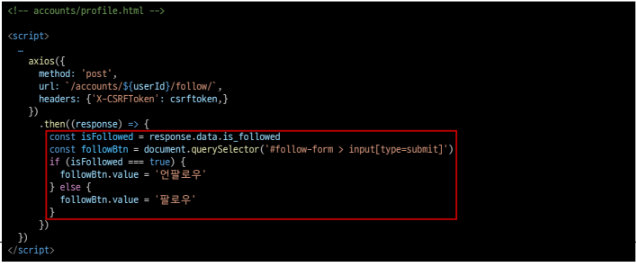 <!-- accounts/profile.html -->
<script>
…
axios({
method: 'post',
url: `/accounts/${userId}/follow/`,
headers: {'X-CSRFToken': csrftoken,}
})
.then((response) => {
const isFollowed = response.data.is_followed
const followBtn = document.querySelector('#follow-form > input[type=submit]')
if (isFollowed === true) {
followBtn.value = '언팔로우'
} else {
followBtn.value = '팔로우'
}
})
})
</script>